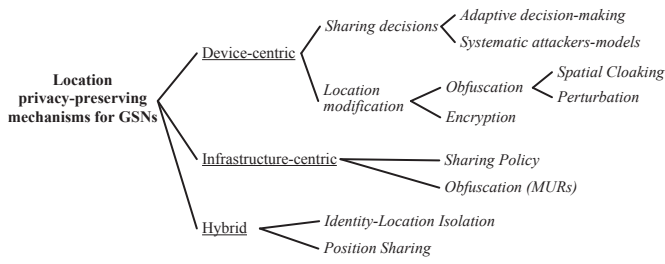 Location
privacy-preserving
mechanisms for GSNs
Device-centric
Sharing decisions
Adaptive decision-making
Systematic attackers-models
Location
modification
Obfuscation
Spatial Cloaking
Perturbation
Encryption
Infrastructure-centric
Sharing Policy
Obfuscation (MURs)
Hybrid
Identity-Location Isolation
Position Sharing